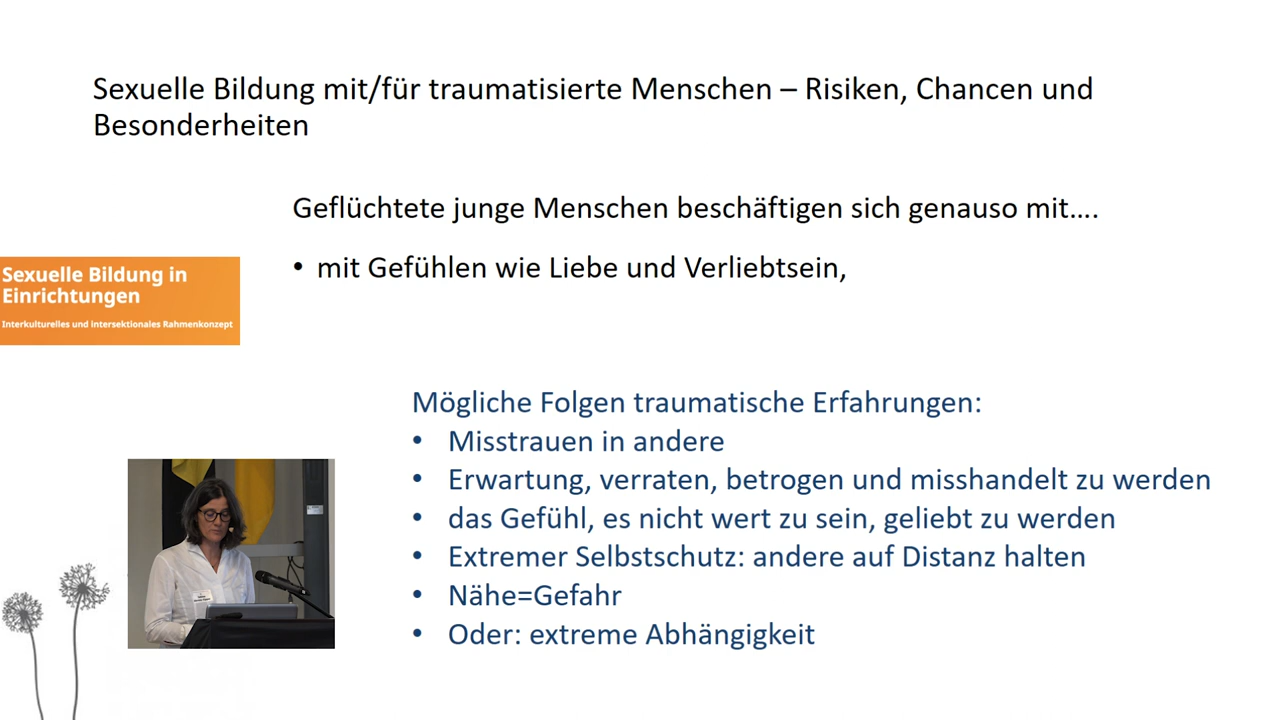 Sexuelle Bildung mit/für traumatisierte Menschen – Risiken, Chancen und
Besonderheiten
Geflüchtete junge Menschen beschäftigen sich genauso mit….
• mit Gefühlen wie Liebe und Verliebtsein,
Sexuelle Bildung in
Einrichtungen
Interkulturelles und intersektionales Rahmenkonzept
Mögliche Folgen traumatische Erfahrungen:
• Misstrauen in andere
• Erwartung, verraten, betrogen und misshandelt zu werden
• das Gefühl, es nicht wert zu sein, geliebt zu werden
• Extremer Selbstschutz: andere auf Distanz halten
• Nähe=Gefahr
• Oder: extreme Abhängigkeit